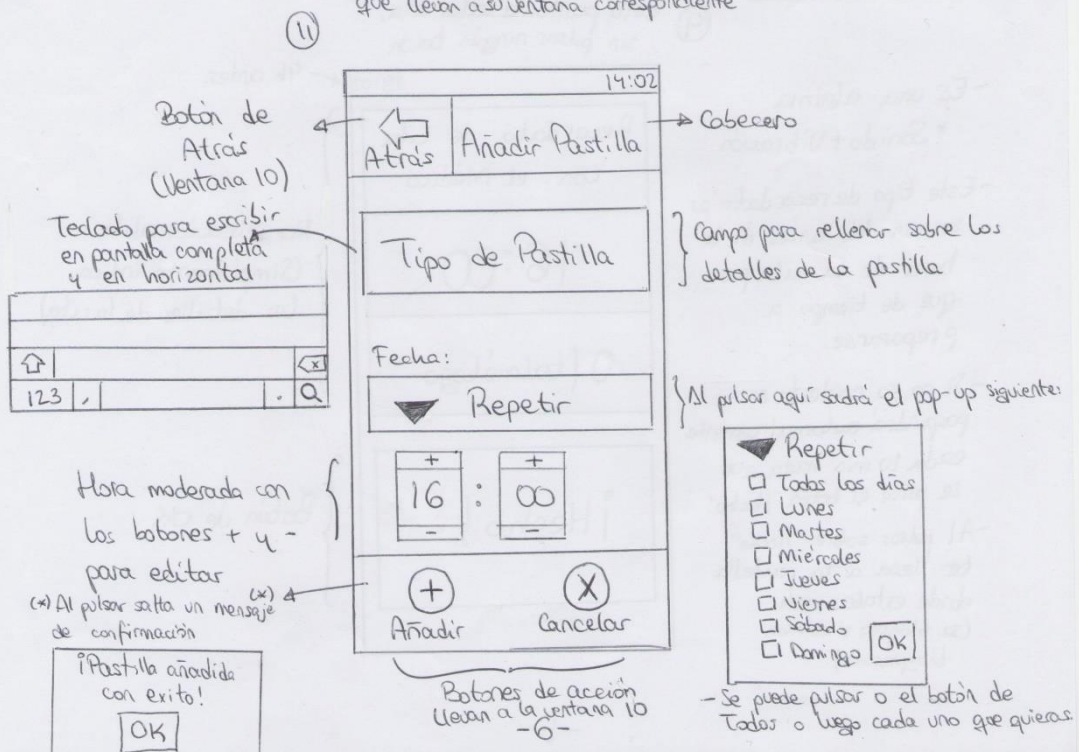 que llevan a su ventana correspondiente
11
14:02
Botón de
Atrás
(Ventana 10)
Atrás
Añadir Pastilla
Cabecero
Teclado para escribir
en pantalla completa
y en horizontal
123
,
.
Tipo de Pastilla
Campo para rellenar sobre los
detalles de la pastilla
Fecha:
Repetir
Al pulsar aquí saldrá el pop-up siguiente:
Repetir
Todos los días
Lunes
Martes
Miércoles
Jueves
Viernes
Sábado
Domingo
OK
- Se puede pulsar o el botón de
Todos o luego cada uno que quieras.
Hora moderada con
los botones + y -
para editar
+ +
16 : 00
- -
(*) Al pulsar salta un mensaje
de confirmación
(*)
+
Añadir
X
Cancelar
¡Pastilla añadida
con exito!
OK
Botones de acción
llevan a la ventana 10
-6-